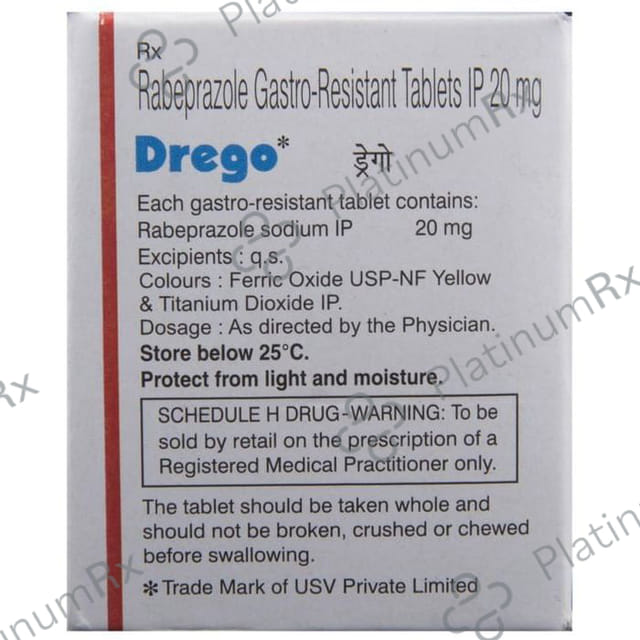 Rx
Rabeprazole Gastro-Resistant Tablets IP 20 mg
Drego* ड्रेगो
Each gastro-resistant tablet contains:
Rabeprazole sodium IP 20 mg
Excipients : q.s.
Colours : Ferric Oxide USP-NF Yellow
& Titanium Dioxide IP.
Dosage : As directed by the Physician.
Store below 25°C.
Protect from light and moisture.
SCHEDULE H DRUG-WARNING: To be
sold by retail on the prescription of a
Registered Medical Practitioner only.
The tablet should be taken whole and
should not be broken, crushed or chewed
before swallowing.
* Trade Mark of USV Private Limited
PlatinumRx